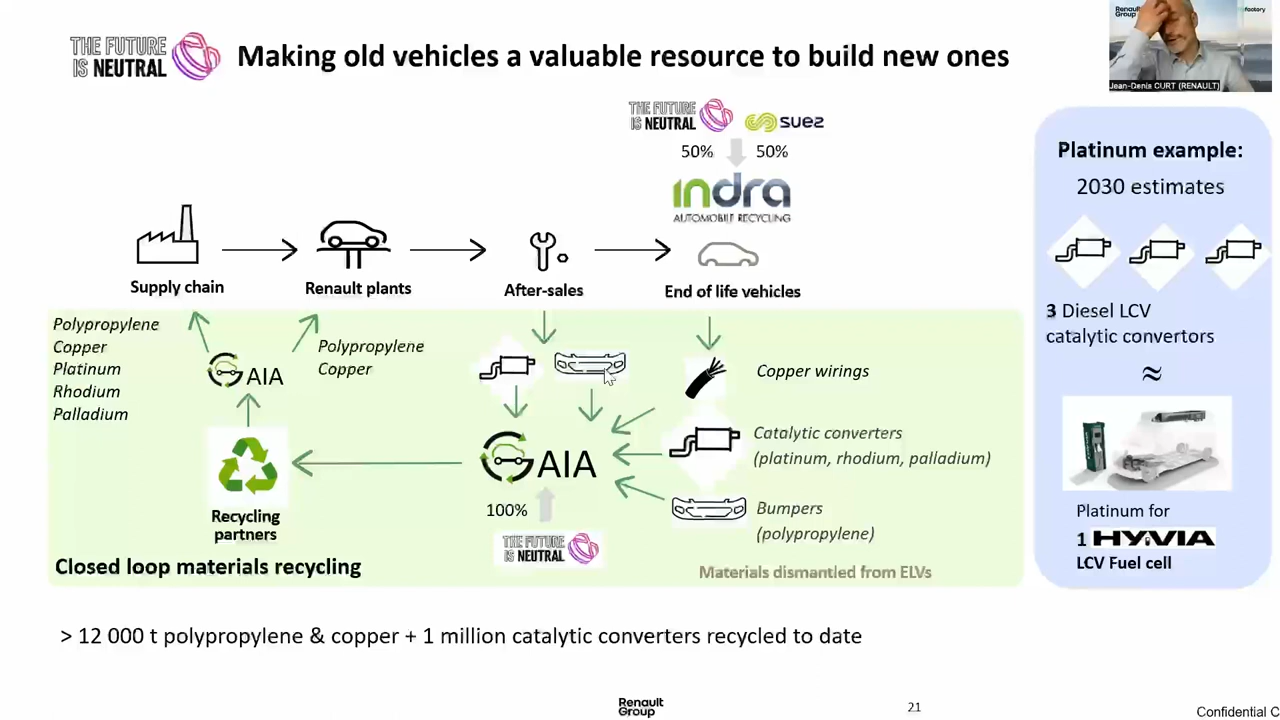 THE FUTURE
IS NEUTRAL
Making old vehicles a valuable resource to build new ones
Renault
Group
factory
Jean-Denis CURT (RENAULT)
THE FUTURE
IS NEUTRAL
suez
50%
50%
indra
AUTOMOBILE RECYCLING
Supply chain
Renault plants
After-sales
End of life vehicles
Polypropylene
Copper
Platinum
Rhodium
Palladium
GAIA
Polypropylene
Copper
Recycling
partners
GAIA
100%
THE FUTURE
IS NEUTRAL
Copper wirings
Catalytic converters
(platinum, rhodium, palladium)
Bumpers
(polypropylene)
Closed loop materials recycling
Materials dismantled from ELVs
Platinum example:
2030 estimates
3 Diesel LCV
catalytic convertors
≈
Platinum for
1 HYVIA
LCV Fuel cell
> 12 000 t polypropylene & copper + 1 million catalytic converters recycled to date
Renault
Group
21
Confidential C